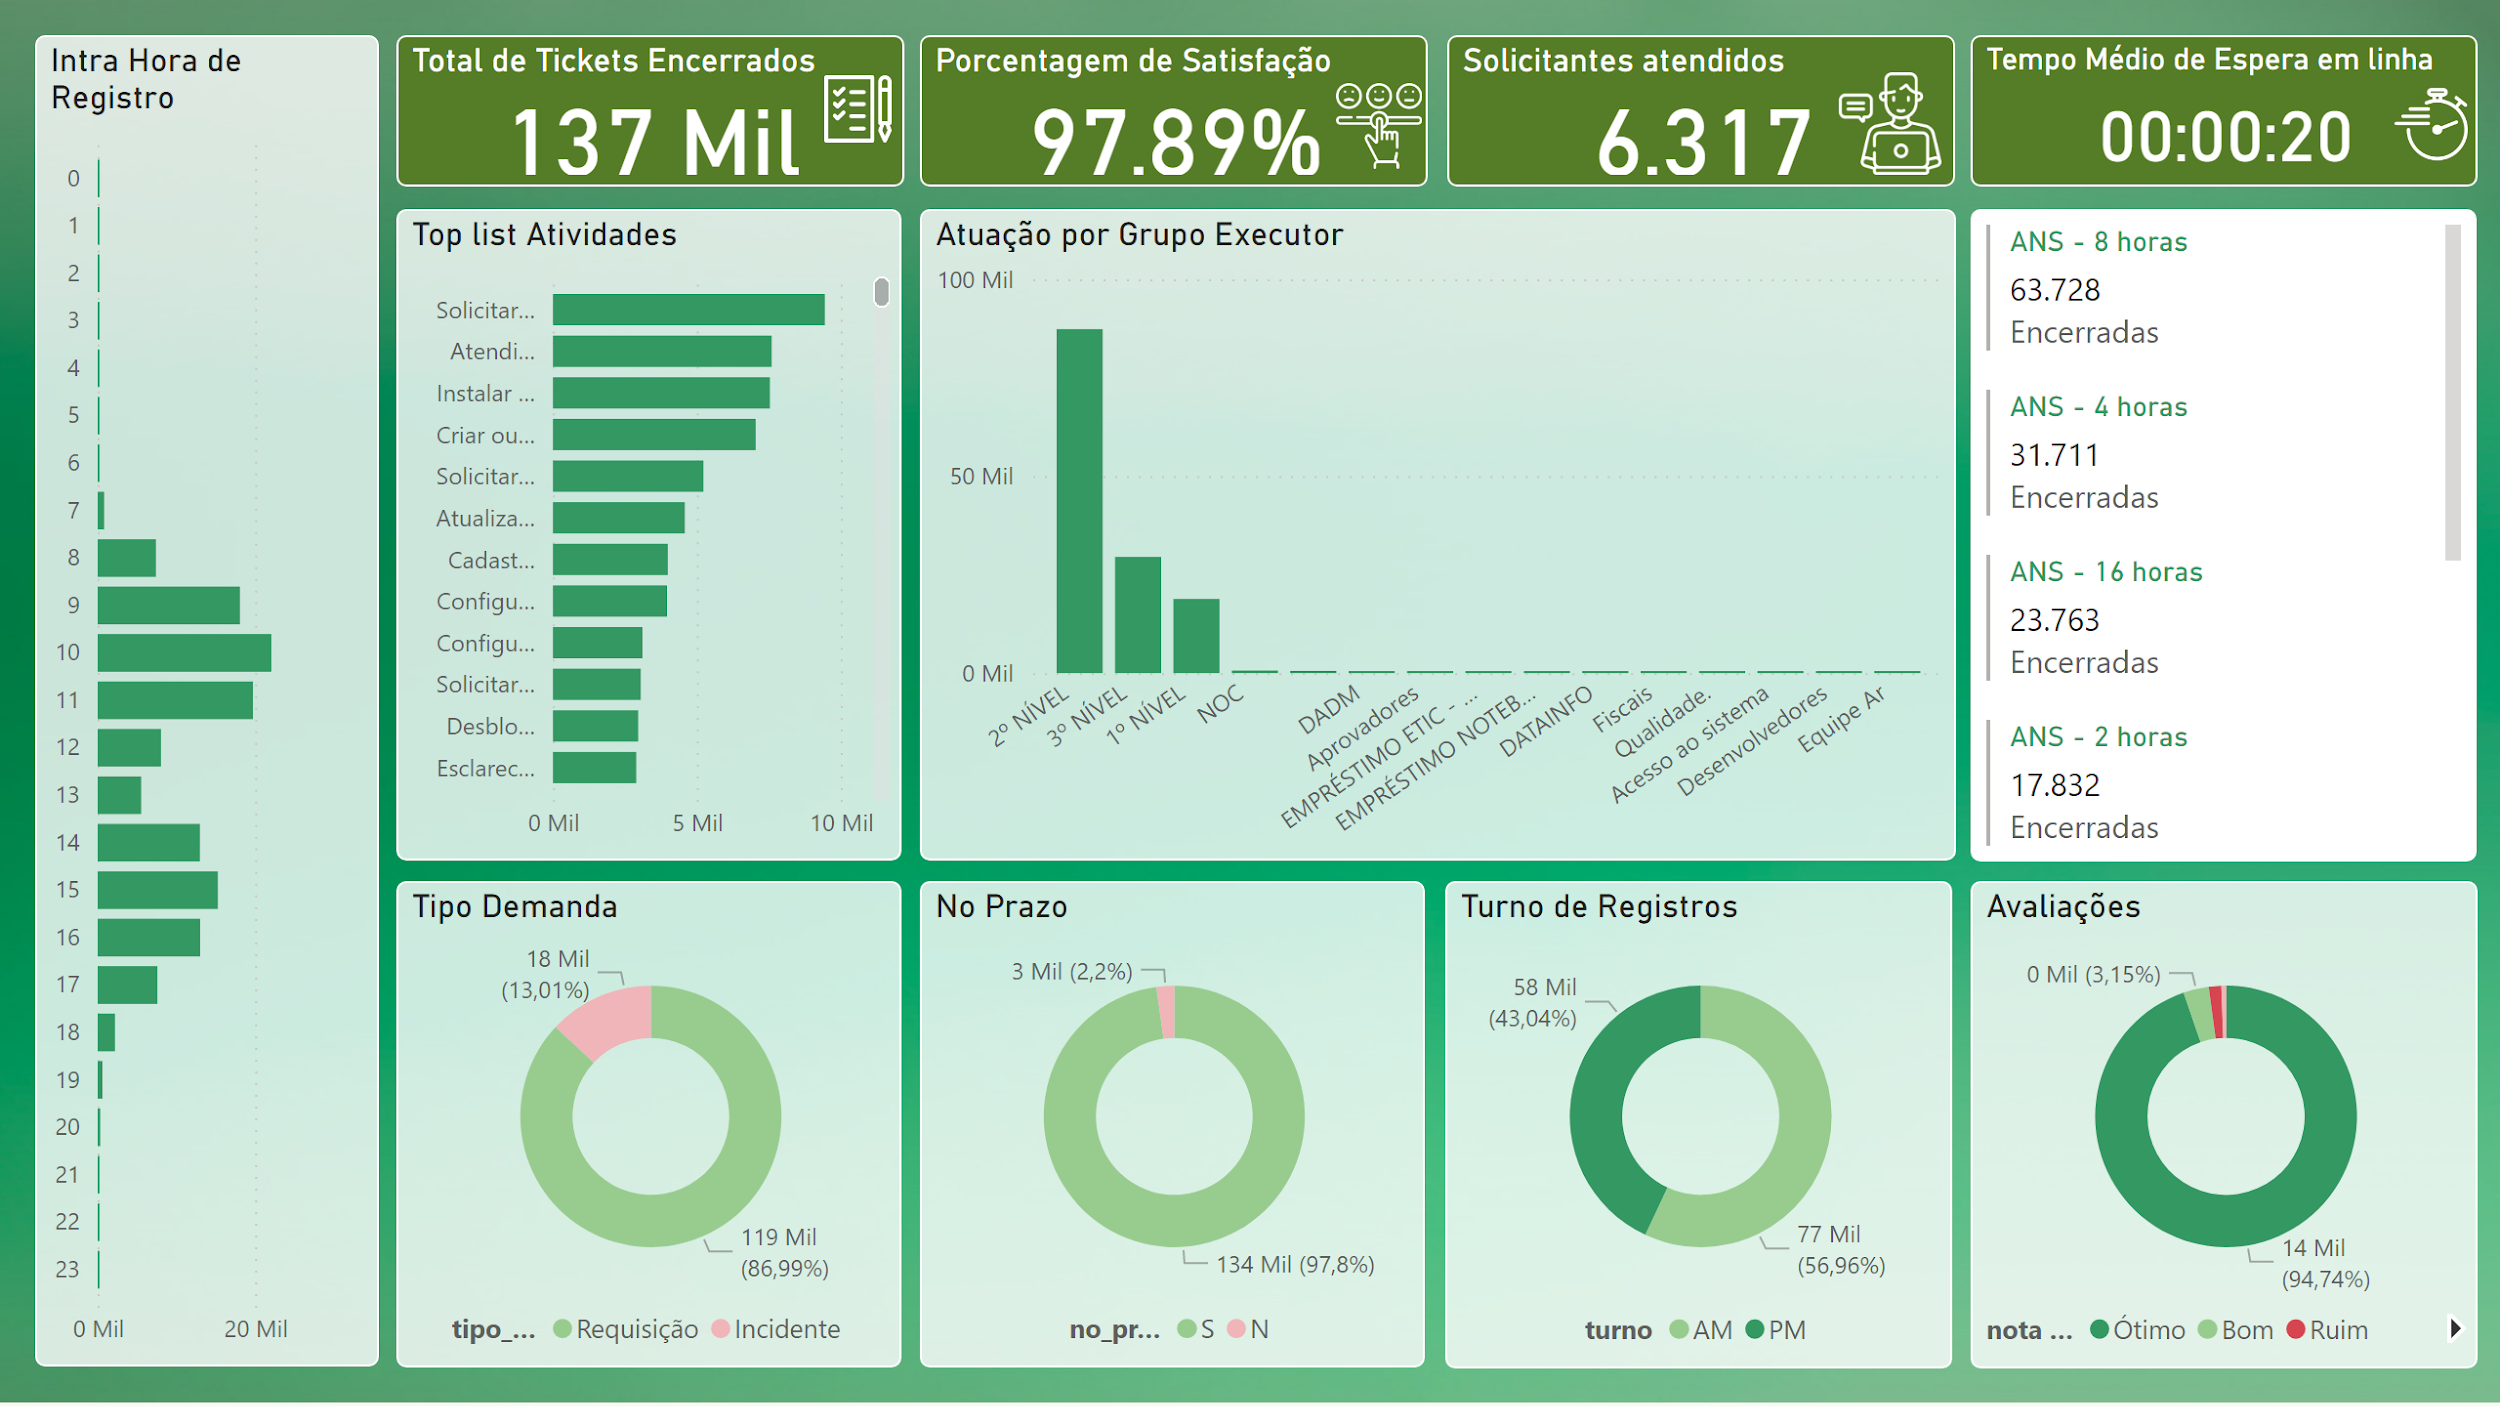 Intra Hora de
Registro
0
1
2
3
4
5
6
7
8
9
10
11
12
13
14
15
16
17
18
19
20
21
22
23
0 Mil
20 Mil
Total de Tickets Encerrados
137 Mil
Porcentagem de Satisfação
97.89%
Solicitantes atendidos
6.317
Tempo Médio de Espera em linha
00:00:20
Top list Atividades
Solicitar...
Atendi...
Instalar ...
Criar ou...
Solicitar...
Atualiza...
Cadast...
Configu...
Configu...
Solicitar...
Desblo...
Esclarec...
0 Mil
5 Mil
10 Mil
Atuação por Grupo Executor
100 Mil
50 Mil
0 Mil
2º NÍVEL
3º NÍVEL
1º NÍVEL
NOC
DADM
Aprovadores
EMPRÉSTIMO ETIC - ...
EMPRÉSTIMO NOTEB...
DATAINFO
Fiscais
Qualidade.
Acesso ao sistema
Desenvolvedores
Equipe Ar
ANS - 8 horas
63.728
Encerradas
ANS - 4 horas
31.711
Encerradas
ANS - 16 horas
23.763
Encerradas
ANS - 2 horas
17.832
Encerradas
Tipo Demanda
18 Mil
(13,01%)
119 Mil
(86,99%)
tipo_... Requisição Incidente
No Prazo
3 Mil (2,2%)
134 Mil (97,8%)
no_pr... S N
Turno de Registros
58 Mil
(43,04%)
77 Mil
(56,96%)
turno AM PM
Avaliações
0 Mil (3,15%)
14 Mil
(94,74%)
nota ... Ótimo Bom Ruim